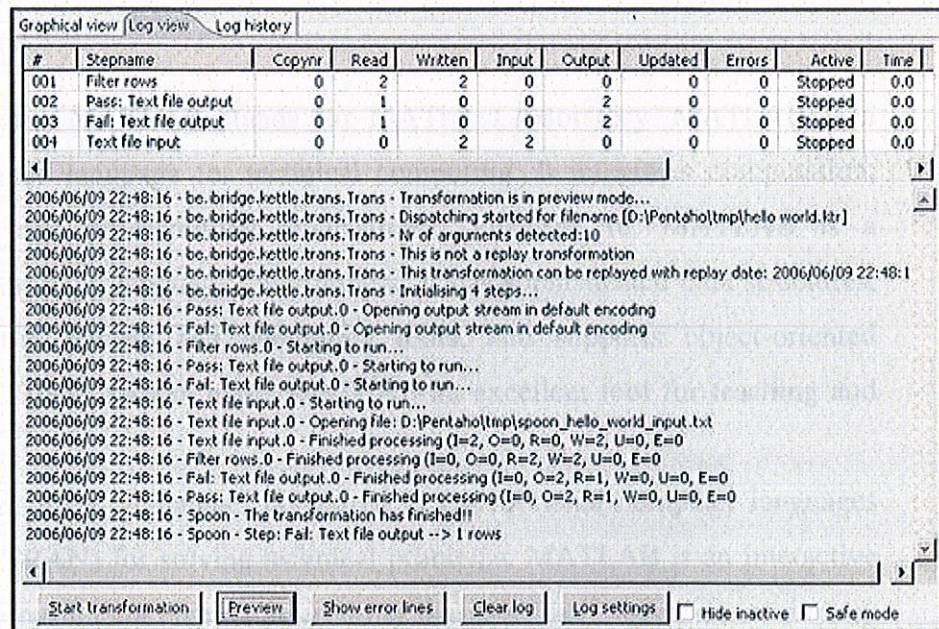 Graphical view Log view Log history
# Stepname Copynr Read Written Input Output Updated Errors Active Time
001 Filter rows 0 2 2 0 0 0 0 Stopped 0.0
002 Pass: Text file output 0 1 0 0 2 0 0 Stopped 0.0
003 Fail: Text file output 0 1 0 0 2 0 0 Stopped 0.0
004 Text file input 0 0 2 2 0 0 0 Stopped 0.0
2006/06/09 22:48:16 - be.ibridge.kettle.trans.Trans - Transformation is in preview mode...
2006/06/09 22:48:16 - be.ibridge.kettle.trans.Trans - Dispatching started for filename [D:\Pentaho\tmp\hello world.ktr]
2006/06/09 22:48:16 - be.ibridge.kettle.trans.Trans - Nr of arguments detected:10
2006/06/09 22:48:16 - be.ibridge.kettle.trans.Trans - This is not a replay transformation
2006/06/09 22:48:16 - be.ibridge.kettle.trans.Trans - This transformation can be replayed with replay date: 2006/06/09 22:48:1
2006/06/09 22:48:16 - be.ibridge.kettle.trans.Trans - Initialising 4 steps...
2006/06/09 22:48:16 - Pass: Text file output.0 - Opening output stream in default encoding
2006/06/09 22:48:16 - Fail: Text file output.0 - Opening output stream in default encoding
2006/06/09 22:48:16 - Filter rows.0 - Starting to run...
2006/06/09 22:48:16 - Pass: Text file output.0 - Starting to run...
2006/06/09 22:48:16 - Fail: Text file output.0 - Starting to run...
2006/06/09 22:48:16 - Text file input.0 - Starting to run...
2006/06/09 22:48:16 - Text file input.0 - Opening file: D:\Pentaho\tmp\spoon_hello_world_input.txt
2006/06/09 22:48:16 - Text file input.0 - Finished processing (I=2, O=0, R=0, W=2, U=0, E=0
2006/06/09 22:48:16 - Filter rows.0 - Finished processing (I=0, O=0, R=2, W=2, U=0, E=0
2006/06/09 22:48:16 - Fail: Text file output.0 - Finished processing (I=0, O=2, R=1, W=0, U=0, E=0
2006/06/09 22:48:16 - Pass: Text file output.0 - Finished processing (I=0, O=2, R=1, W=0, U=0, E=0
2006/06/09 22:48:16 - Spoon - The transformation has finished!!
2006/06/09 22:48:16 - Spoon - Step: Fail: Text file output --> 1 rows
Start transformation Preview Show error lines Clear log Log settings Hide inactive Safe mode